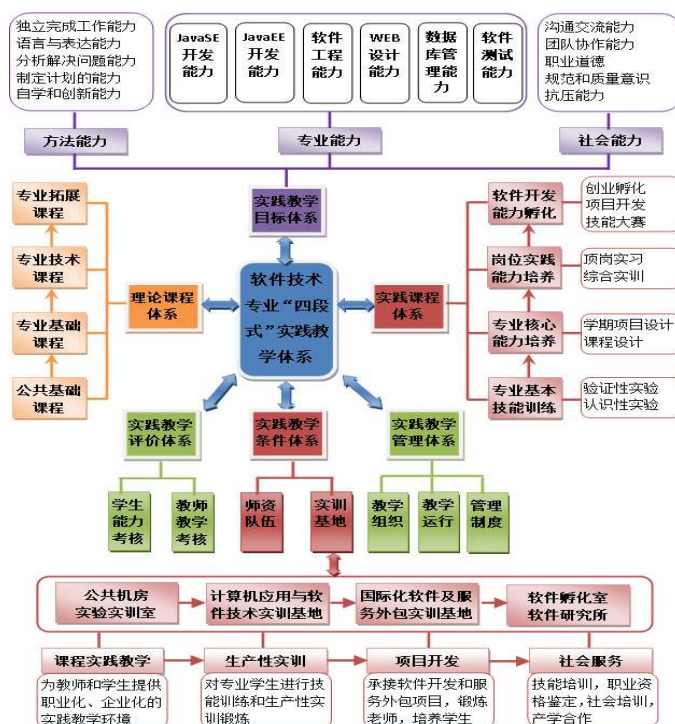 独立完成工作能力
语言与表达能力
分析解决问题能力
制定计划的能力
自学和创新能力
JavaSE
开发
能力
JavaEE
开发
能力
软件
工程
能力
WEB
设计
能力
数据
库管
理能
力
软件
测试
能力
沟通交流能力
团队协作能力
职业道德
规范和质量意识
抗压能力
方法能力
专业能力
社会能力
实践教学
目标体系
专业拓展
课程
专业技术
课程
专业基础
课程
公共基础
课程
理论课程
体系
软件技术
专业“四段
式”实践教
学体系
实践课程
体系
软件开发
能力孵化
岗位实践
能力培养
专业核心
能力培养
专业基本
技能训练
创业孵化
项目开发
技能大赛
顶岗实习
综合实训
学期项目设计
课程设计
验证性实验
认识性实验
实践教学
评价体系
实践教学
条件体系
实践教学
管理体系
学生
能力
考核
教师
教学
考核
师资
队伍
实训
基地
教学
组织
教学
运行
管理
制度
公共机房
实验实训室
计算机应用与软
件技术实训基地
国际化软件及服
务外包实训基地
软件孵化室
软件研究所
课程实践教学
生产性实训
项目开发
社会服务
为教师和学生提供
职业化、企业化的
实践教学环境
对专业学生进行技
能训练和生产性实
训锻炼
承接软件开发和服
务外包项目，锻炼
老师，培养学生
技能培训，职业资
格鉴定，社会培训，
产学合作